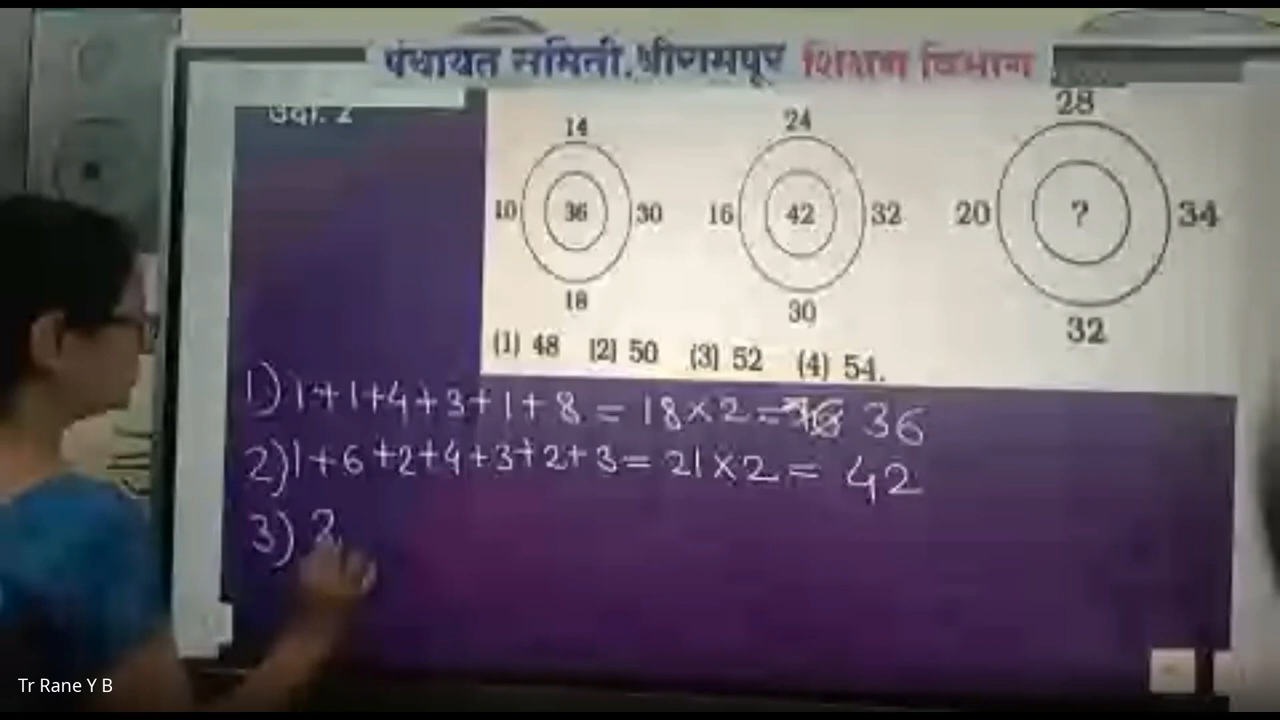 पंचायत समिती.श्रीरामपूर शिक्षण विभाग
उदा. 2
14 24 28
10 36 30 16 42 32 20 ? 34
18 30 32
(1) 48 (2) 50 (3) 52 (4) 54.
1) 1+1+4+3+1+8 = 18×2 = 36
2) 1+6+2+4+3+2+3 = 21×2 = 42
3) 2
Tr Rane Y B